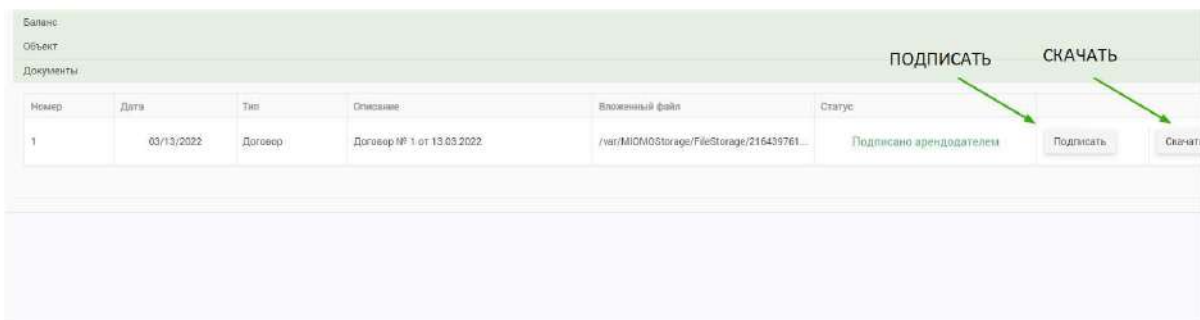 Баланс
Объект
Документы
ПОДПИСАТЬ СКАЧАТЬ
Номер Дата Тип Описание Вложенный файл Статус
1 03/13/2022 Договор Договор № 1 от 13.03.2022 /var/MIOMOStorage/FileStorage/216439761... Подписано арендодателем Подписать Скачат